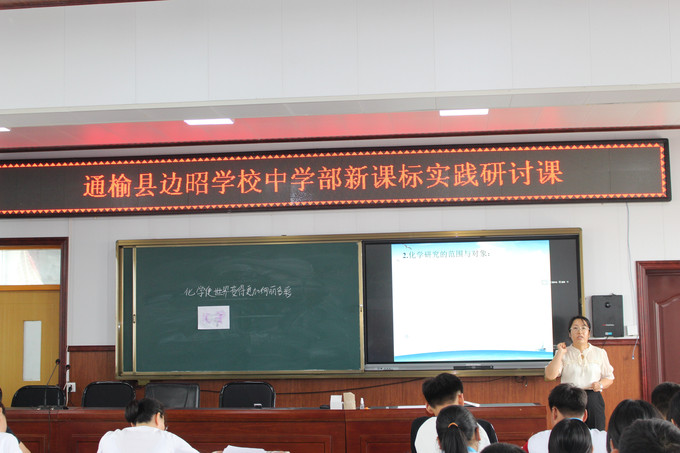 通榆县边昭学校中学部新课标实践研讨课
化学使世界变得更加绚丽多彩
2.化学研究的范围与对象: